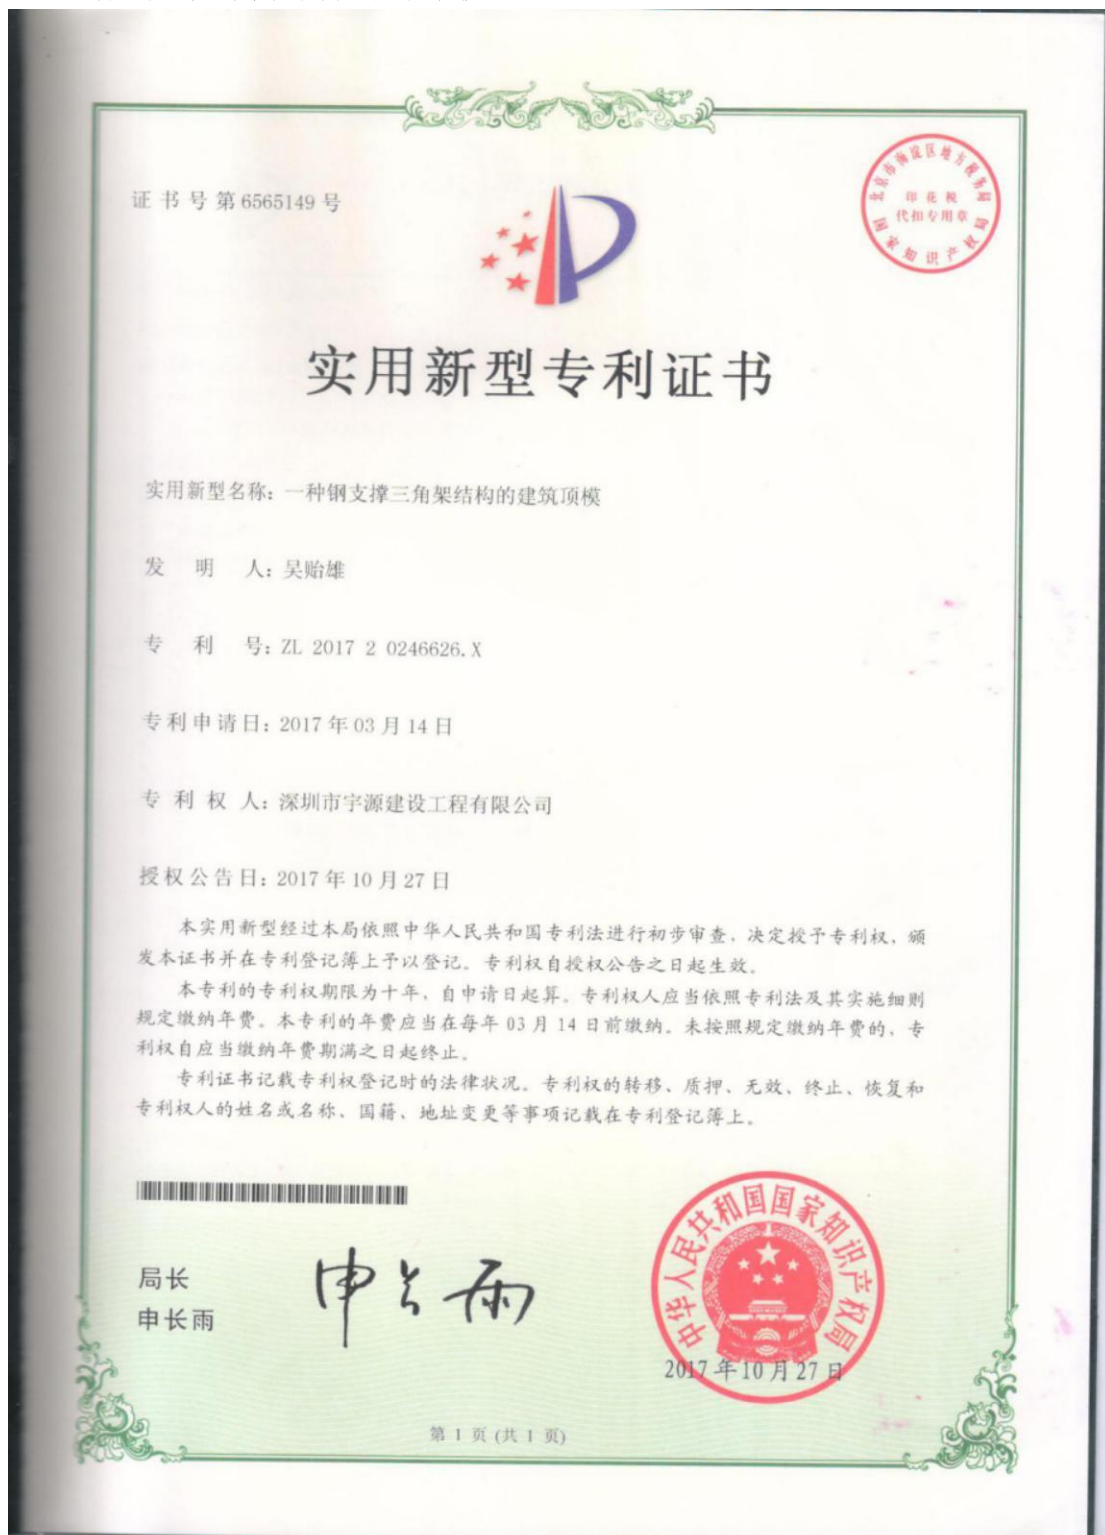 证书号第6565149号
北京市海淀区地方税务局
印花税
代扣专用章
国家知识产权局
实用新型专利证书
实用新型名称：一种钢支撑三角架结构的建筑顶模
发明人：吴贻雄
专利号：ZL 2017 2 0246626.X
专利申请日：2017年03月14日
专利权人：深圳市宇源建设工程有限公司
授权公告日：2017年10月27日
本实用新型经过本局依照中华人民共和国专利法进行初步审查，决定授予专利权，颁
发本证书并在专利登记簿上予以登记。专利权自授权公告之日起生效。
本专利的专利权期限为十年，自申请日起算。专利权人应当依照专利法及其实施细则
规定缴纳年费。本专利的年费应当在每年03月14日前缴纳。未按照规定缴纳年费的，专
利权自应当缴纳年费期满之日起终止。
专利证书记载专利权登记时的法律状况。专利权的转移、质押、无效、终止、恢复和
专利权人的姓名或名称、国籍、地址变更等事项记载在专利登记簿上。
局长
申长雨
申长雨
中华人民共和国国家知识产权局
2017年10月27日
第 1 页 (共 1 页)